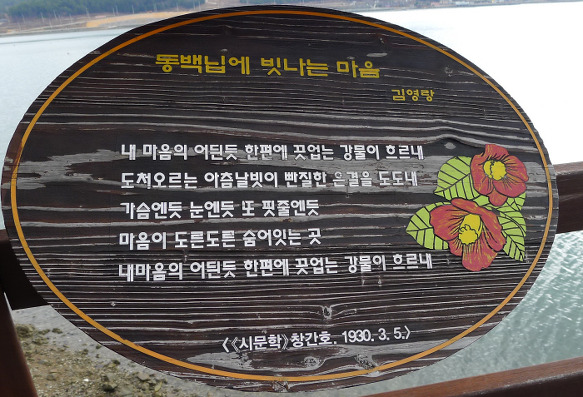 동백닙에 빗나는 마음
김영랑
내 마음의 어딘듯 한편에 끗업는 강물이 흐르내
도처오르는 아츰날빗이 빤질한 은결을 도도내
가슴엔듯 눈엔듯 또 핏줄엔듯
마음이 도른도른 숨어잇는 곳
내마음의 어딘듯 한편에 끗업는 강물이 흐르내
<《시문학》창간호. 1930. 3. 5.>